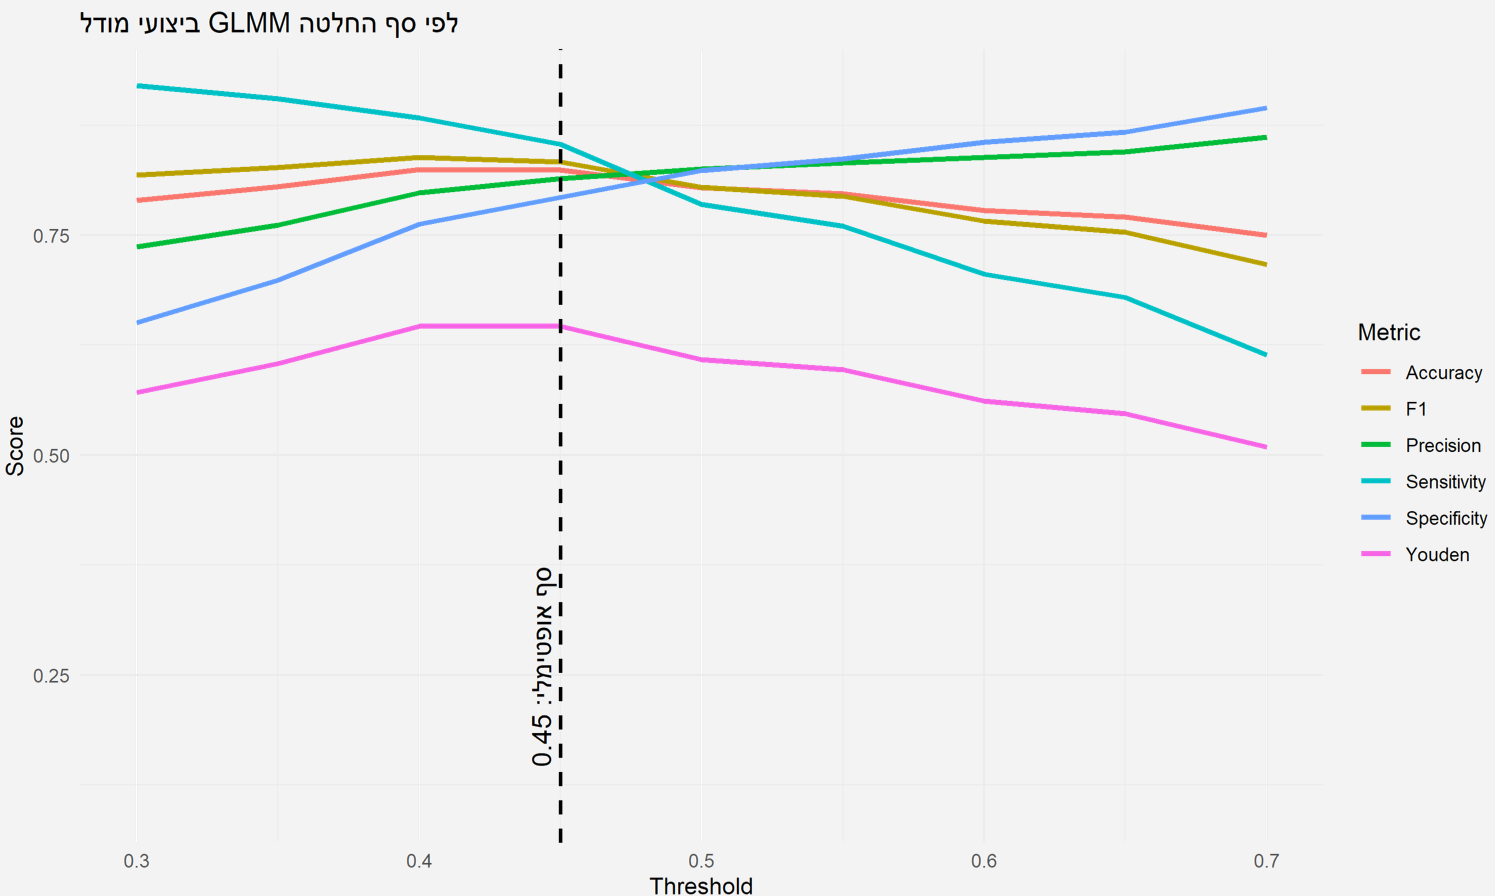 ביצועי מודל GLMM לפי סף החלטה
Score
0.75
0.50
0.25
סף אופטימלי: 0.45
0.3
0.4
0.5
0.6
0.7
Threshold
Metric
Accuracy
F1
Precision
Sensitivity
Specificity
Youden